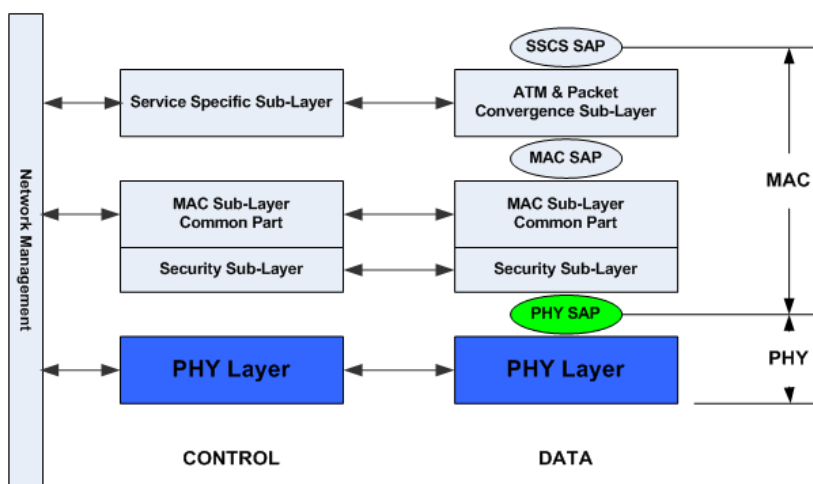 SSCS SAP
Service Specific Sub-Layer
ATM & Packet
Convergence Sub-Layer
MAC SAP
MAC
Network Management
MAC Sub-Layer
Common Part
MAC Sub-Layer
Common Part
Security Sub-Layer
Security Sub-Layer
PHY SAP
PHY Layer
PHY Layer
PHY
CONTROL
DATA